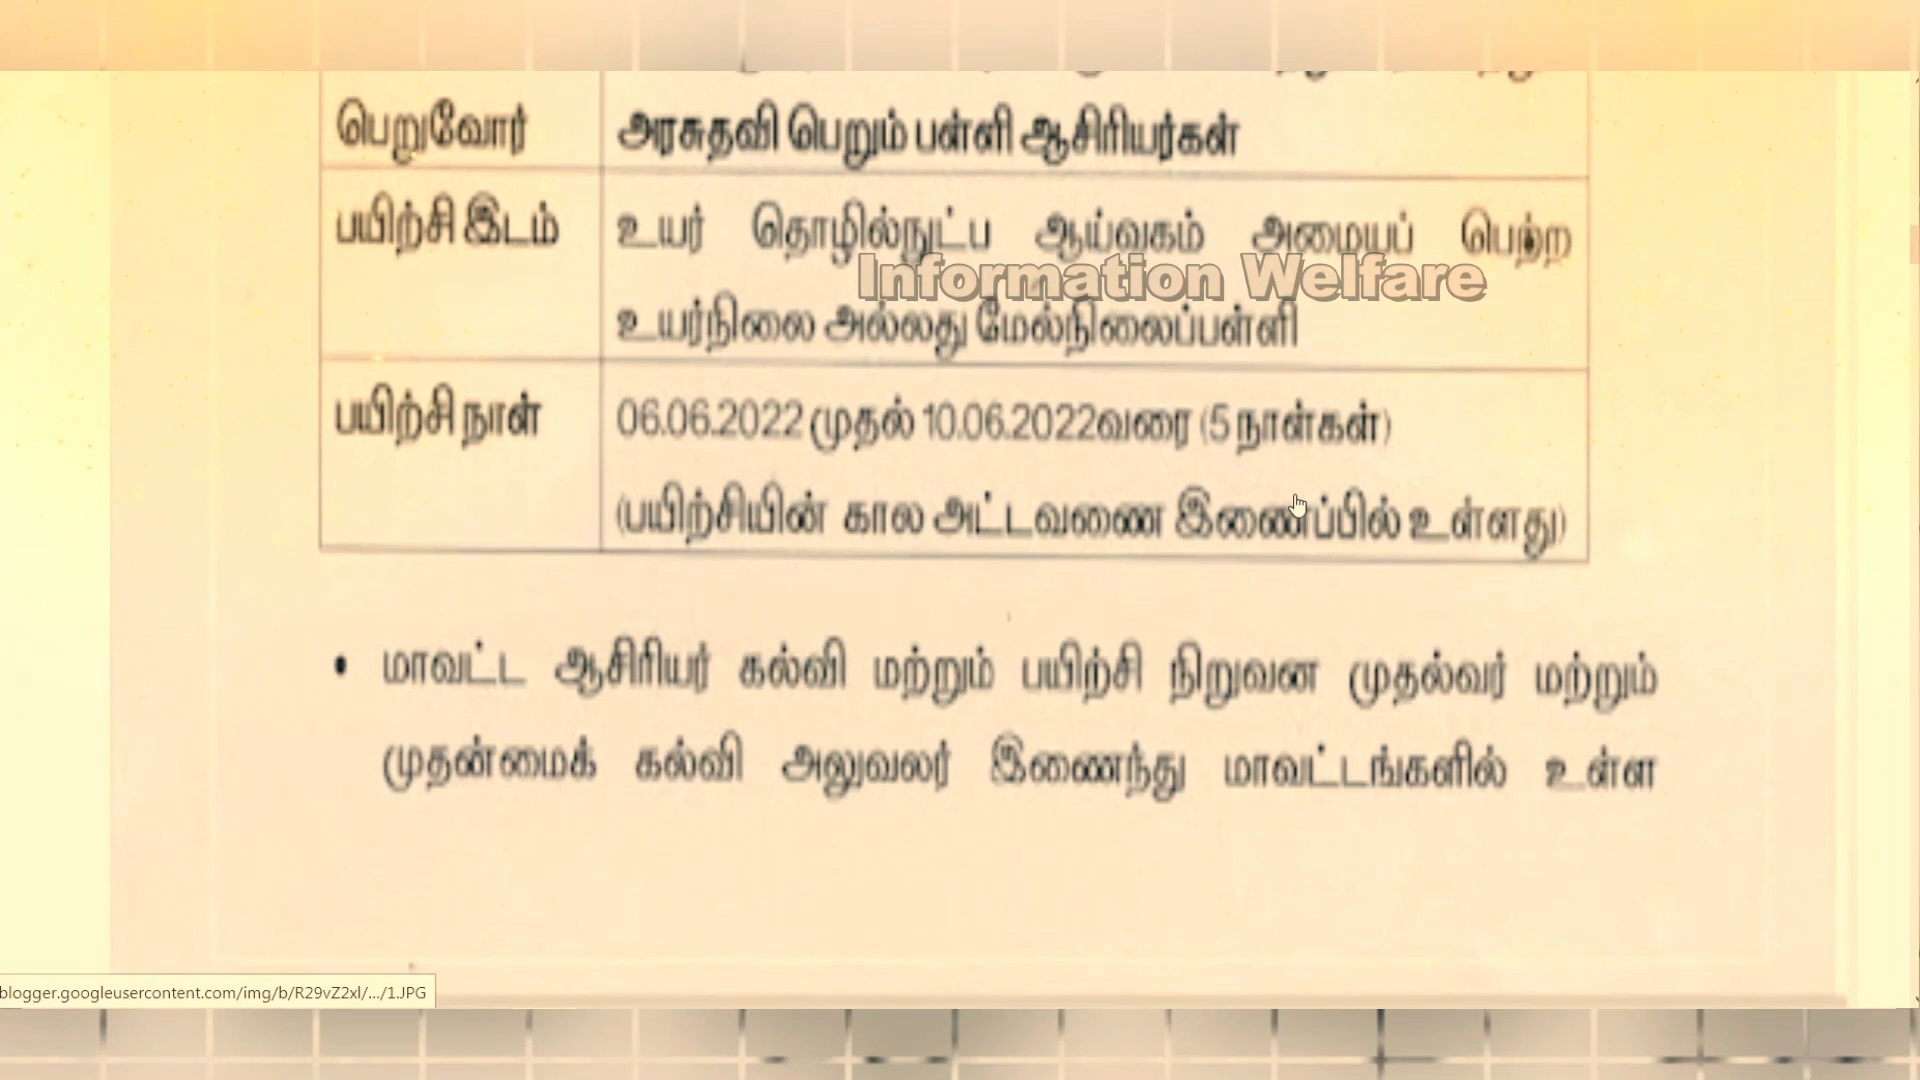 பெறுவோர் அரசுதவி பெறும் பள்ளி ஆசிரியர்கள்
பயிற்சி இடம் உயர் தொழில்நுட்ப ஆய்வகம் அமையப் பெற்ற
Information Welfare
உயர்நிலை அல்லது மேல்நிலைப்பள்ளி
பயிற்சி நாள் 06.06.2022 முதல் 10.06.2022வரை (5 நாள்கள்)
(பயிற்சியின் கால அட்டவணை இணைப்பில் உள்ளது)
• மாவட்ட ஆசிரியர் கல்வி மற்றும் பயிற்சி நிறுவன முதல்வர் மற்றும்
முதன்மைக் கல்வி அலுவலர் இணைந்து மாவட்டங்களில் உள்ள
blogger.googleusercontent.com/img/b/R29vZ2xl/.../1.JPG